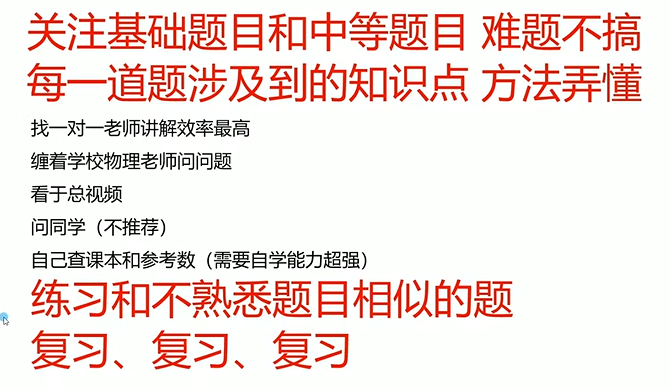 关注基础题目和中等题目 难题不搞
每一道题涉及到的知识点 方法弄懂
找一对一老师讲解效率最高
缠着学校物理老师问问题
看于总视频
问同学（不推荐）
自己查课本和参考数（需要自学能力超强）
练习和不熟悉题目相似的题
复习、复习、复习